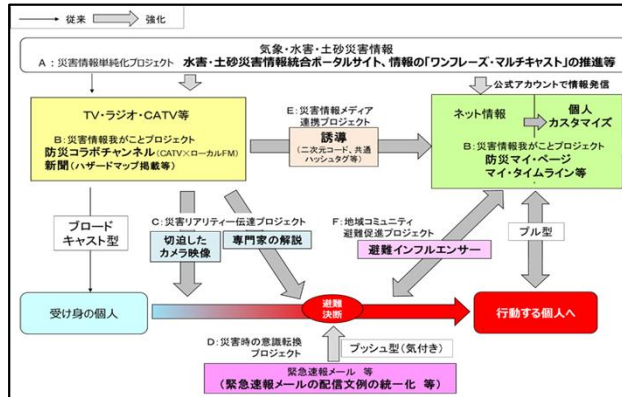 従来
強化
気象・水害・土砂災害情報
A：災害情報単純化プロジェクト 水害・土砂災害情報統合ポータルサイト、情報の「ワンフレーズ・マルチキャスト」の推進等
公式アカウントで情報発信
TV・ラジオ・CATV等
B：災害情報我がことプロジェクト
防災コラボチャンネル(CATV×ローカルFM)
新聞(ハザードマップ掲載等)
E：災害情報メディア
連携プロジェクト
誘導
(二次元コード、共通
ハッシュタグ等)
ネット情報
個人
カスタマイズ
B：災害情報我がことプロジェクト
防災マイ・ページ
マイ・タイムライン等
ブロード
キャスト型
C：災害リアリティー伝達プロジェクト
切迫した
カメラ映像
専門家の解説
F：地域コミュニティ
避難促進プロジェクト
避難インフルエンサー
プル型
受け身の個人
避難
決断
行動する個人へ
D：災害時の意識転換
プロジェクト
プッシュ型(気付き)
緊急速報メール 等
(緊急速報メールの配信文例の統一化 等)